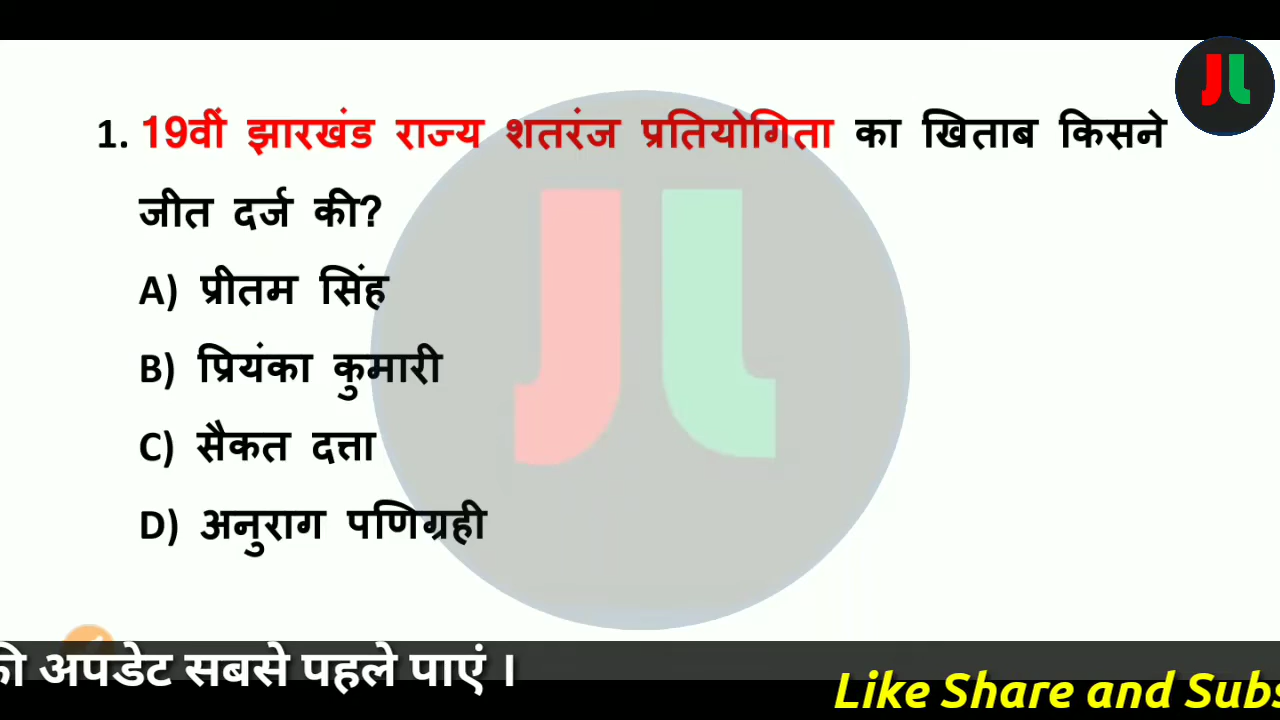 1. 19वीं झारखंड राज्य शतरंज प्रतियोगिता का खिताब किसने
जीत दर्ज की?
A) प्रीतम सिंह
B) प्रियंका कुमारी
C) सैकत दत्ता
D) अनुराग पणिग्रही
की अपडेट सबसे पहले पाएं ।
Like Share and Subs